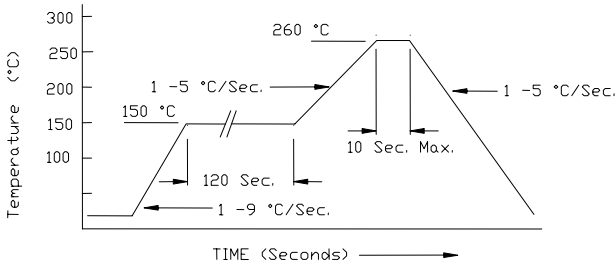 300
260 °C
250
200
1 -5 °C/Sec.
1 -5 °C/Sec.
150 °C
150
10 Sec. Max.
100
120 Sec.
1 -9 °C/Sec.
Temperature (°C)
TIME (Seconds)